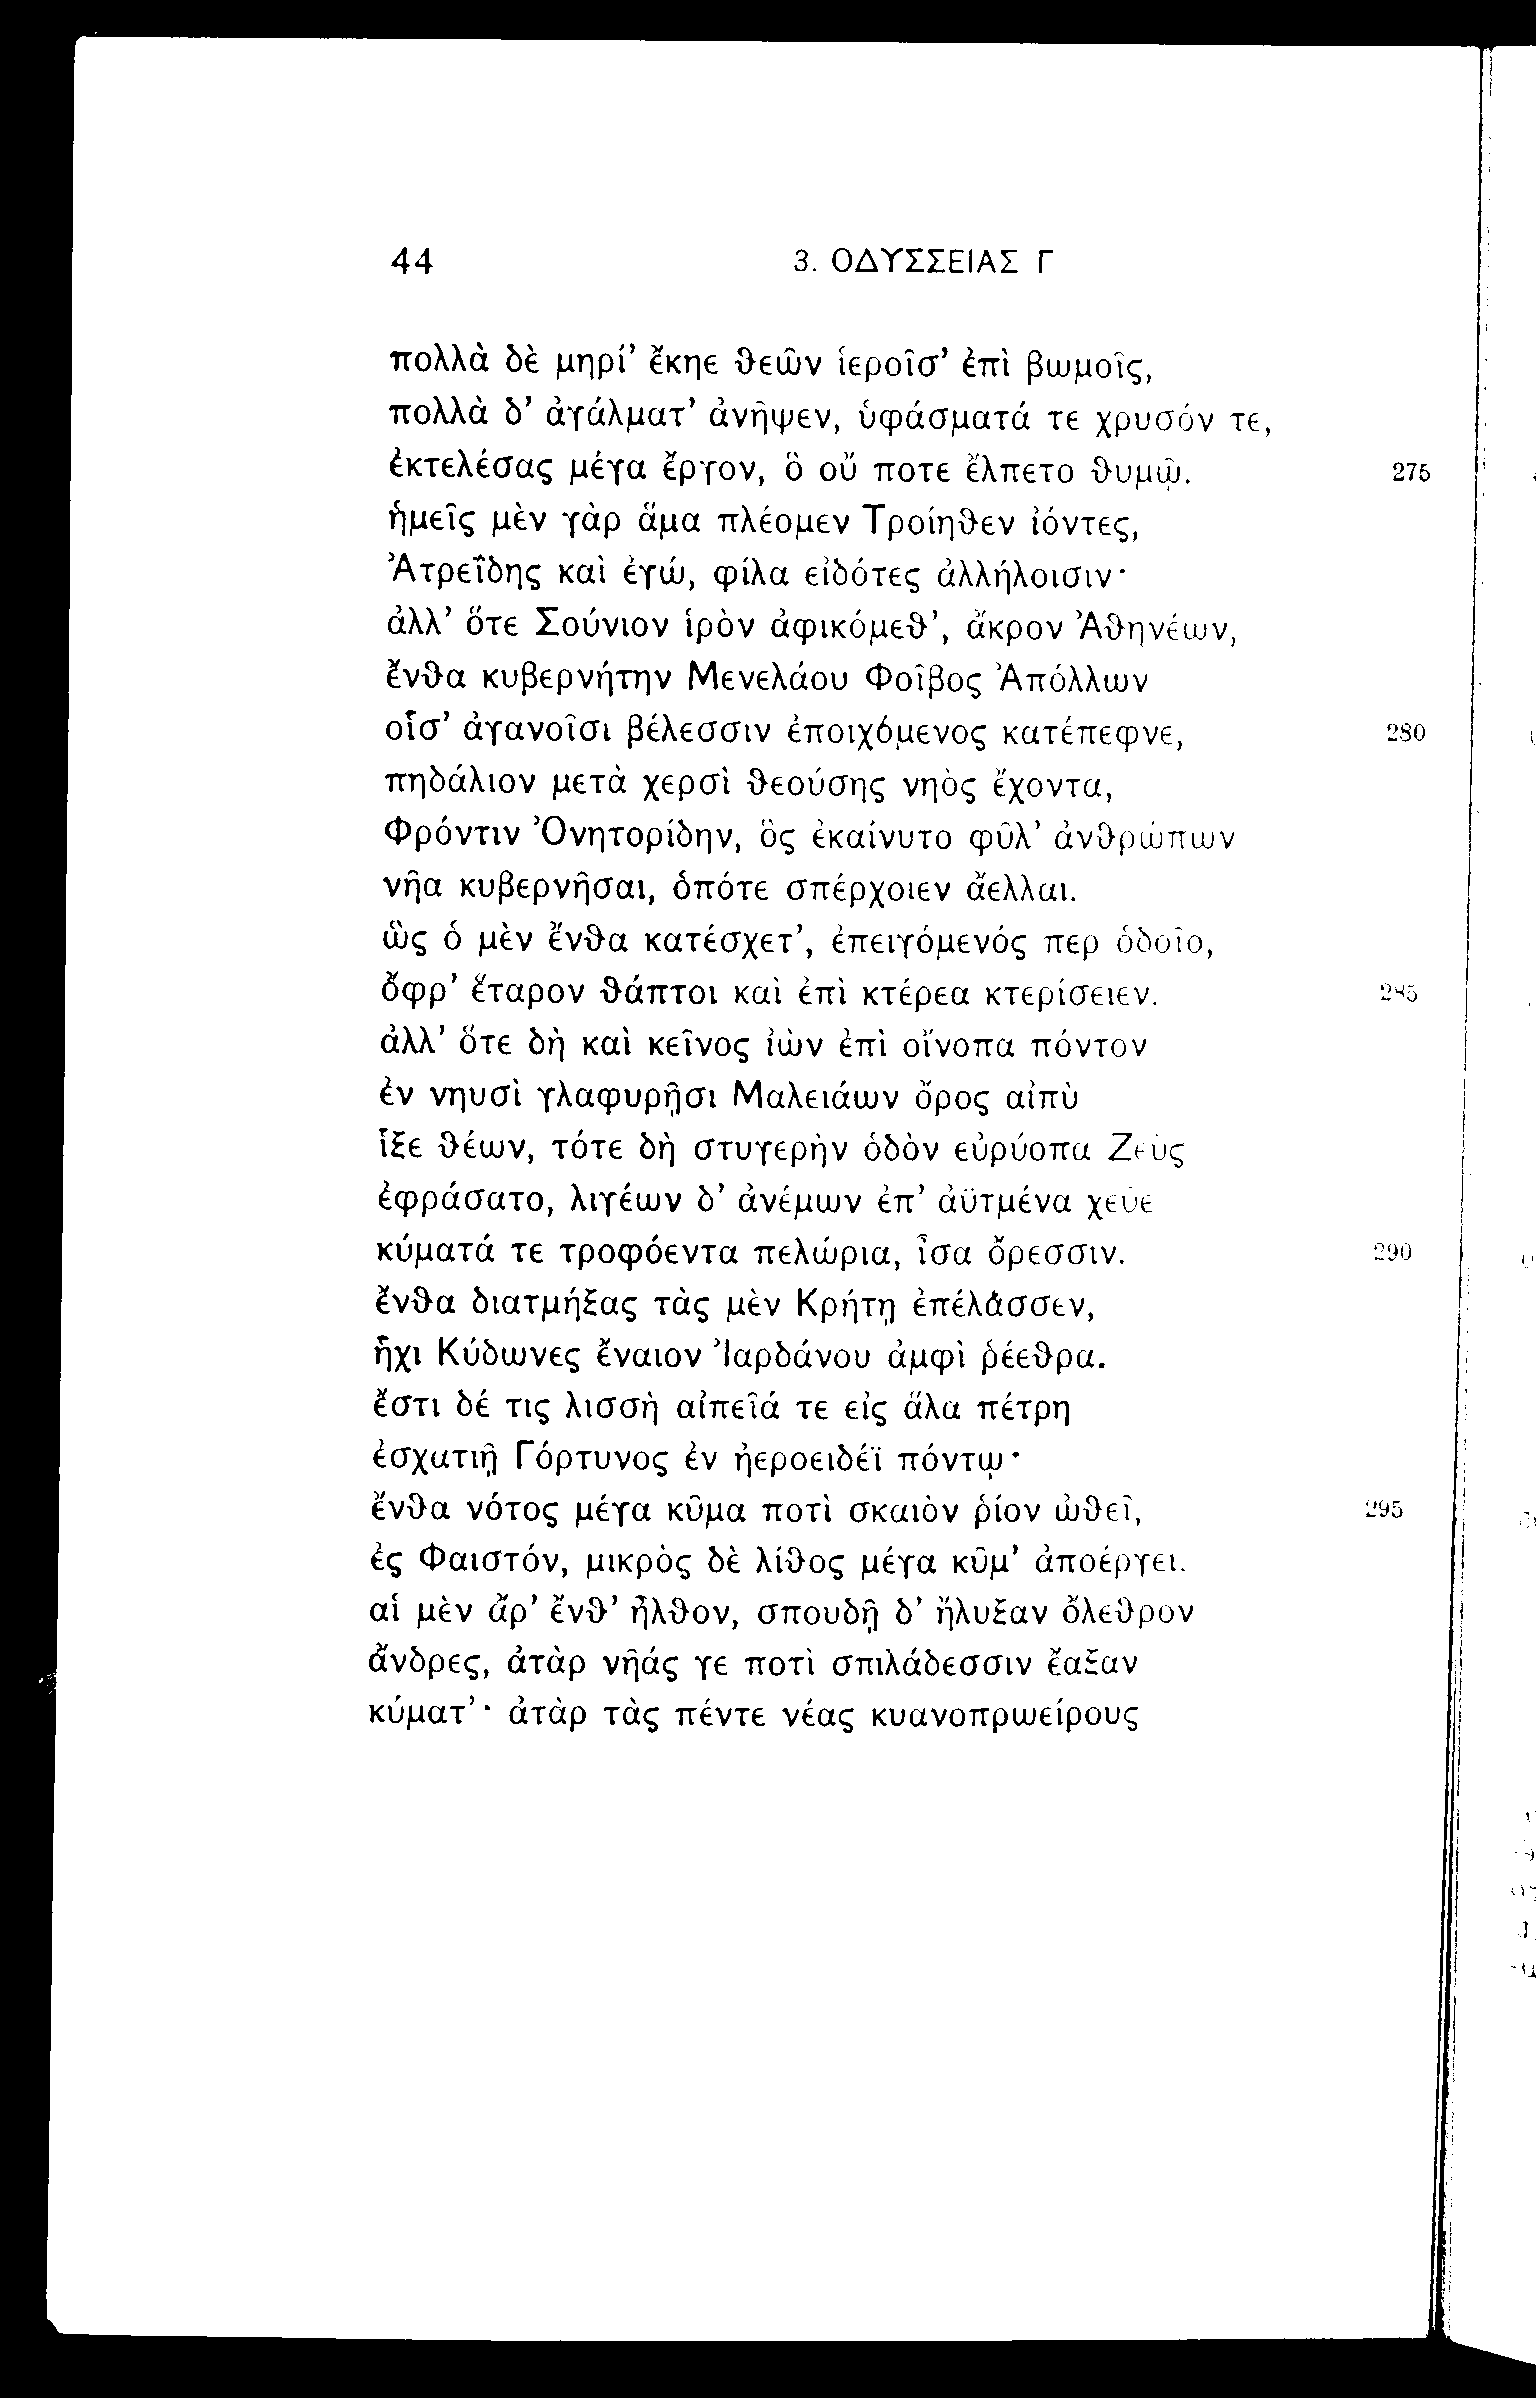 44 3. ΟΔΥΣΣΕΙΑΣ Γ
πολλὰ δὲ μηρί' ἔκηε θεῶν ἱεροῖσ' ἐπὶ βωμοῖς,
πολλὰ δ' ἀγάλματ' ἀνῆψεν, ὑφάσματά τε χρυσόν τε,
ἐκτελέσας μέγα ἔργον, ὃ οὔ ποτε ἔλπετο θυμῷ. 275
ἡμεῖς μὲν γὰρ ἅμα πλέομεν Τροίηθεν ἰόντες,
Ἀτρεΐδης καὶ ἐγώ, φίλα εἰδότες ἀλλήλοισιν·
ἀλλ' ὅτε Σούνιον ἱρὸν ἀφικόμεθ', ἄκρον Ἀθηνέων,
ἔνθα κυβερνήτην Μενελάου Φοῖβος Ἀπόλλων
οἷσ' ἀγανοῖσι βέλεσσιν ἐποιχόμενος κατέπεφνε, 280
πηδάλιον μετὰ χερσὶ θεούσης νηὸς ἔχοντα,
Φρόντιν Ὀνητορίδην, ὃς ἐκαίνυτο φῦλ' ἀνθρώπων
νῆα κυβερνῆσαι, ὁπότε σπέρχοιεν ἄελλαι.
ὣς ὁ μὲν ἔνθα κατέσχετ', ἐπειγόμενός περ ὁδοῖο,
ὄφρ' ἕταρον θάπτοι καὶ ἐπὶ κτέρεα κτερίσειεν. 285
ἀλλ' ὅτε δὴ καὶ κεῖνος ἰὼν ἐπὶ οἴνοπα πόντον
ἐν νηυσὶ γλαφυρῇσι Μαλειάων ὄρος αἰπὺ
ἷξε θέων, τότε δὴ στυγερὴν ὁδὸν εὐρύοπα Ζεὺς
ἐφράσατο, λιγέων δ' ἀνέμων ἐπ' ἀϋτμένα χεῦε
κύματά τε τροφόεντα πελώρια, ἶσα ὄρεσσιν. 290
ἔνθα διατμήξας τὰς μὲν Κρήτῃ ἐπέλασσεν,
ἧχι Κύδωνες ἔναιον Ἰαρδάνου ἀμφὶ ῥέεθρα.
ἔστι δέ τις λισσὴ αἰπεῖά τε εἰς ἅλα πέτρη
ἐσχατιῇ Γόρτυνος ἐν ἠεροειδέϊ πόντῳ·
ἔνθα νότος μέγα κῦμα ποτὶ σκαιὸν ῥίον ὠθεῖ, 295
ἐς Φαιστόν, μικρὸς δὲ λίθος μέγα κῦμ' ἀποέργει.
αἱ μὲν ἄρ' ἔνθ' ἦλθον, σπουδῇ δ' ἤλυξαν ὄλεθρον
ἄνδρες, ἀτὰρ νῆάς γε ποτὶ σπιλάδεσσιν ἔαξαν
κύματ'· ἀτὰρ τὰς πέντε νέας κυανοπρωείρους